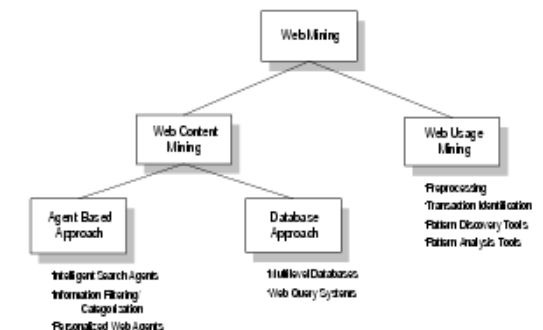 Web Mining
Web Content
Mining
Web Usage
Mining
Agent Based
Approach
Database
Approach
·Preprocessing
·Transaction Identification
·Pattern Discovery Tools
·Pattern Analysis Tools
·Intelligent Search Agents
·Information Filtering/
Categorization
·Personalized Web Agents
·Multilevel Databases
·Web Query Systems